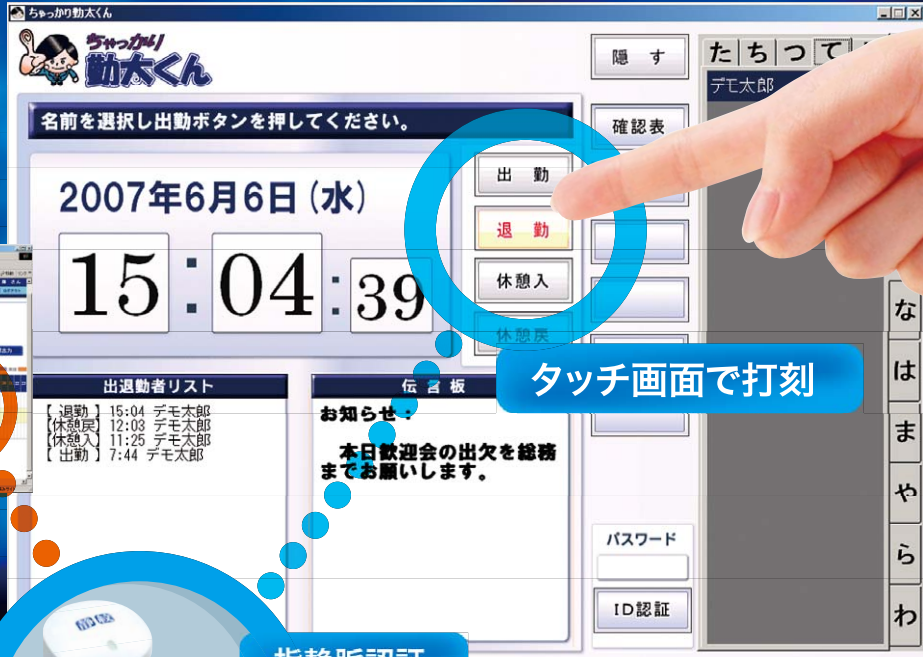 ちゃっかり勤太くん
ちゃっかり
勤太くん
隠 す
た ち つ て
デモ太郎
名前を選択し出勤ボタンを押してください。
確認表
出 勤
2007年6月6日(水)
退 勤
15:04:39
休憩入
休憩戻
な
タッチ画面で打刻
は
出退勤者リスト
伝言板
【 退勤 】 15:04 デモ太郎
【休憩戻】 12:03 デモ太郎
【休憩入】 11:25 デモ太郎
【 出勤 】 7:44 デモ太郎
お知らせ:
本日歓迎会の出欠を総務
までお願いします。
ま
や
パスワード
ら
ID認証
わ
指静脈認証